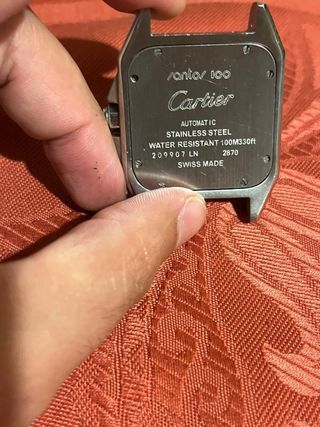 santos 100
Cartier
AUTOMATIC
STAINLESS STEEL
WATER RESISTANT 100M330ft
209907 LN 2870
SWISS MADE